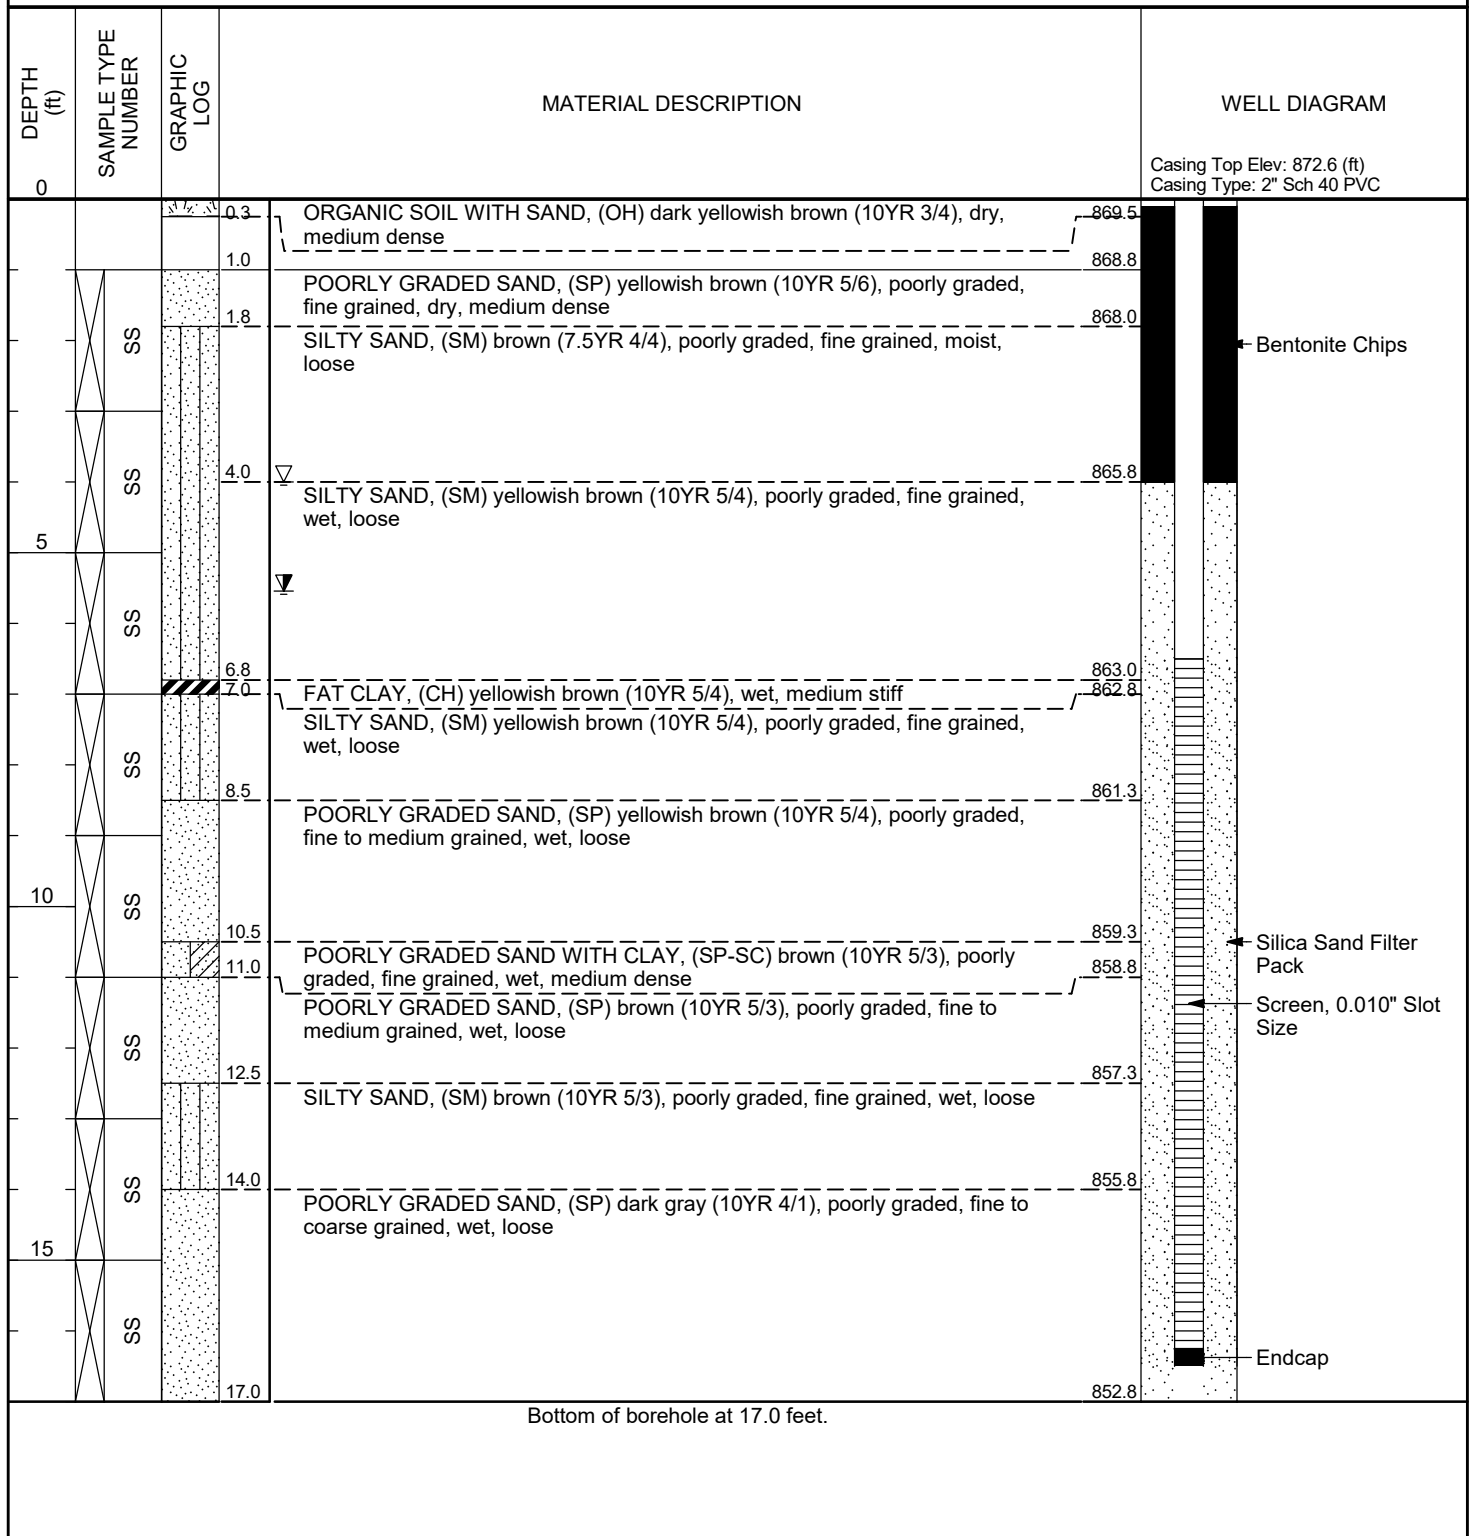 DEPTH
(ft)
SAMPLE TYPE
NUMBER
GRAPHIC
LOG
MATERIAL DESCRIPTION
WELL DIAGRAM
Casing Top Elev: 872.6 (ft)
Casing Type: 2" Sch 40 PVC
0
0.3
ORGANIC SOIL WITH SAND, (OH) dark yellowish brown (10YR 3/4), dry,
medium dense
869.5
1.0
868.8
POORLY GRADED SAND, (SP) yellowish brown (10YR 5/6), poorly graded,
fine grained, dry, medium dense
1.8
868.0
SS
SILTY SAND, (SM) brown (7.5YR 4/4), poorly graded, fine grained, moist,
loose
Bentonite Chips
4.0
865.8
SS
SILTY SAND, (SM) yellowish brown (10YR 5/4), poorly graded, fine grained,
wet, loose
5
SS
6.8
863.0
7.0
FAT CLAY, (CH) yellowish brown (10YR 5/4), wet, medium stiff
862.8
SILTY SAND, (SM) yellowish brown (10YR 5/4), poorly graded, fine grained,
wet, loose
SS
8.5
861.3
POORLY GRADED SAND, (SP) yellowish brown (10YR 5/4), poorly graded,
fine to medium grained, wet, loose
10
SS
10.5
859.3
Silica Sand Filter
Pack
POORLY GRADED SAND WITH CLAY, (SP-SC) brown (10YR 5/3), poorly
graded, fine grained, wet, medium dense
11.0
858.8
POORLY GRADED SAND, (SP) brown (10YR 5/3), poorly graded, fine to
medium grained, wet, loose
Screen, 0.010" Slot
Size
SS
12.5
857.3
SILTY SAND, (SM) brown (10YR 5/3), poorly graded, fine grained, wet, loose
SS
14.0
855.8
POORLY GRADED SAND, (SP) dark gray (10YR 4/1), poorly graded, fine to
coarse grained, wet, loose
15
SS
Endcap
17.0
852.8
Bottom of borehole at 17.0 feet.